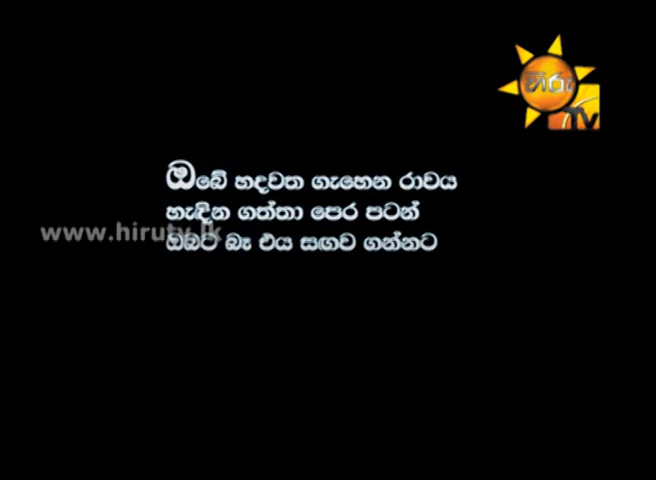 හිරු
TV
ඔබේ හදවත ගැහෙන රාවය
හැඳින ගත්තා පෙර පටන්
www.hirutv.lk
ඔබට බෑ එය සඟව ගන්නට